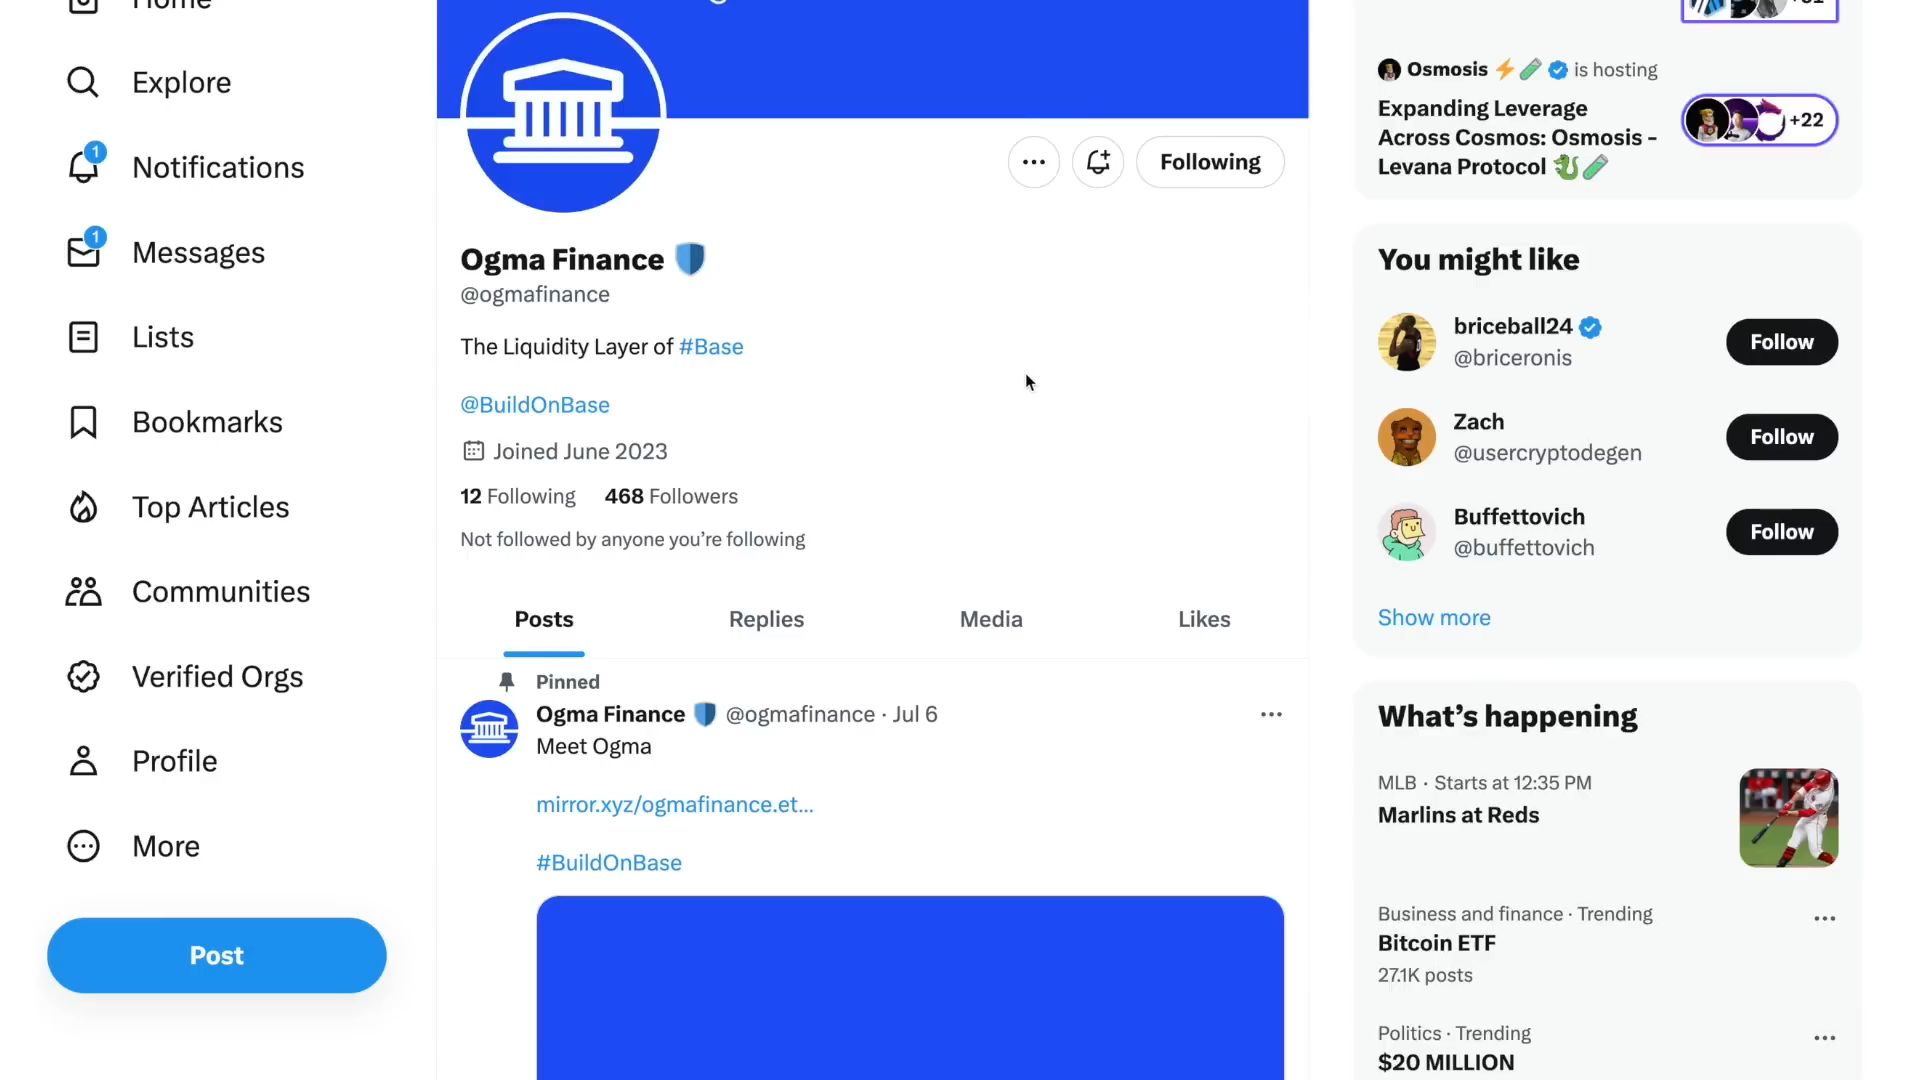 Home
Explore
1
Notifications
1
Messages
Lists
Bookmarks
Top Articles
Communities
Verified Orgs
Profile
More
Post
Following
Ogma Finance
@ogmafinance
The Liquidity Layer of #Base
@BuildOnBase
Joined June 2023
12 Following 468 Followers
Not followed by anyone you're following
Posts Replies Media Likes
Pinned
Ogma Finance @ogmafinance · Jul 6
Meet Ogma
mirror.xyz/ogmafinance.et...
#BuildOnBase
Osmosis is hosting
Expanding Leverage
Across Cosmos: Osmosis -
Levana Protocol
+22
You might like
briceball24
@briceronis
Follow
Zach
@usercryptodegen
Follow
Buffettovich
@buffettovich
Follow
Show more
What's happening
MLB · Starts at 12:35 PM
Marlins at Reds
Business and finance · Trending
Bitcoin ETF
27.1K posts
Politics · Trending
$20 MILLION